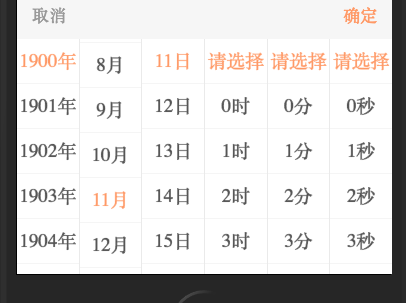 取消 确定
1900年 8月 11日 请选择 请选择 请选择
1901年 9月 12日 0时 0分 0秒
1902年 10月 13日 1时 1分 1秒
1903年 11月 14日 2时 2分 2秒
1904年 12月 15日 3时 3分 3秒